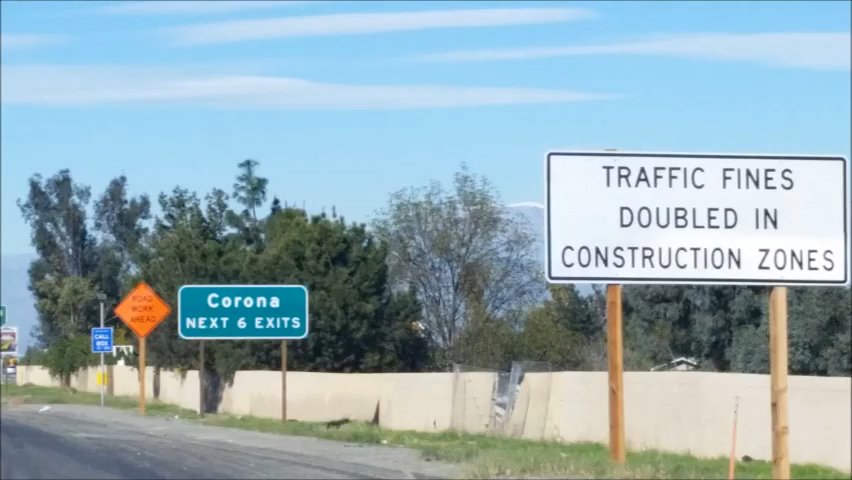 TRAFFIC FINES
DOUBLED IN
CONSTRUCTION ZONES
Corona
NEXT 6 EXITS
ROAD
WORK
AHEAD
CALL
BOX